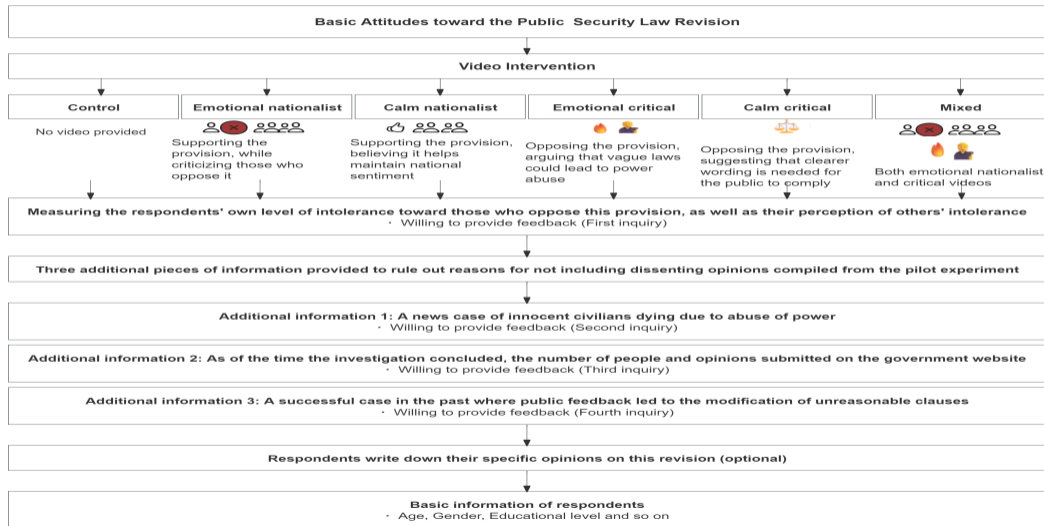 Basic Attitudes toward the Public Security Law Revision
Video Intervention
Control
Emotional nationalist
Calm nationalist
Emotional critical
Calm critical
Mixed
No video provided
Supporting the
provision, while
criticizing those who
oppose it
Supporting the provision,
believing it helps
maintain national
sentiment
Opposing the provision,
arguing that vague laws
could lead to power
abuse
Opposing the provision,
suggesting that clearer
wording is needed for
the public to comply
Both emotional nationalist
and critical videos
Measuring the respondents' own level of intolerance toward those who oppose this provision, as well as their perception of others' intolerance
· Willing to provide feedback (First inquiry)
Three additional pieces of information provided to rule out reasons for not including dissenting opinions compiled from the pilot experiment
Additional information 1: A news case of innocent civilians dying due to abuse of power
· Willing to provide feedback (Second inquiry)
Additional information 2: As of the time the investigation concluded, the number of people and opinions submitted on the government website
· Willing to provide feedback (Third inquiry)
Additional information 3: A successful case in the past where public feedback led to the modification of unreasonable clauses
· Willing to provide feedback (Fourth inquiry)
Respondents write down their specific opinions on this revision (optional)
Basic information of respondents
· Age, Gender, Educational level and so on